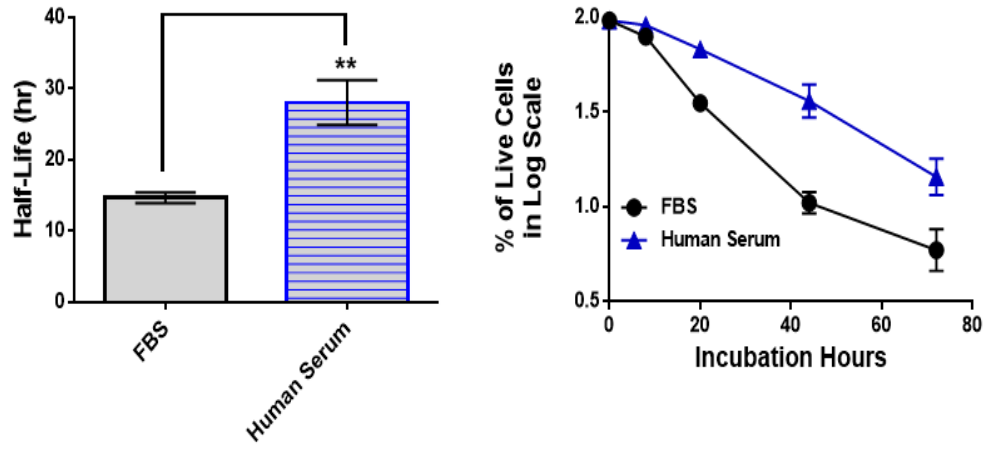 Half-Life (hr)
40
30
20
10
0
**
FBS
Human Serum
% of Live Cells
in Log Scale
2.0
1.5
1.0
0.5
FBS
Human Serum
0
20
40
60
80
Incubation Hours